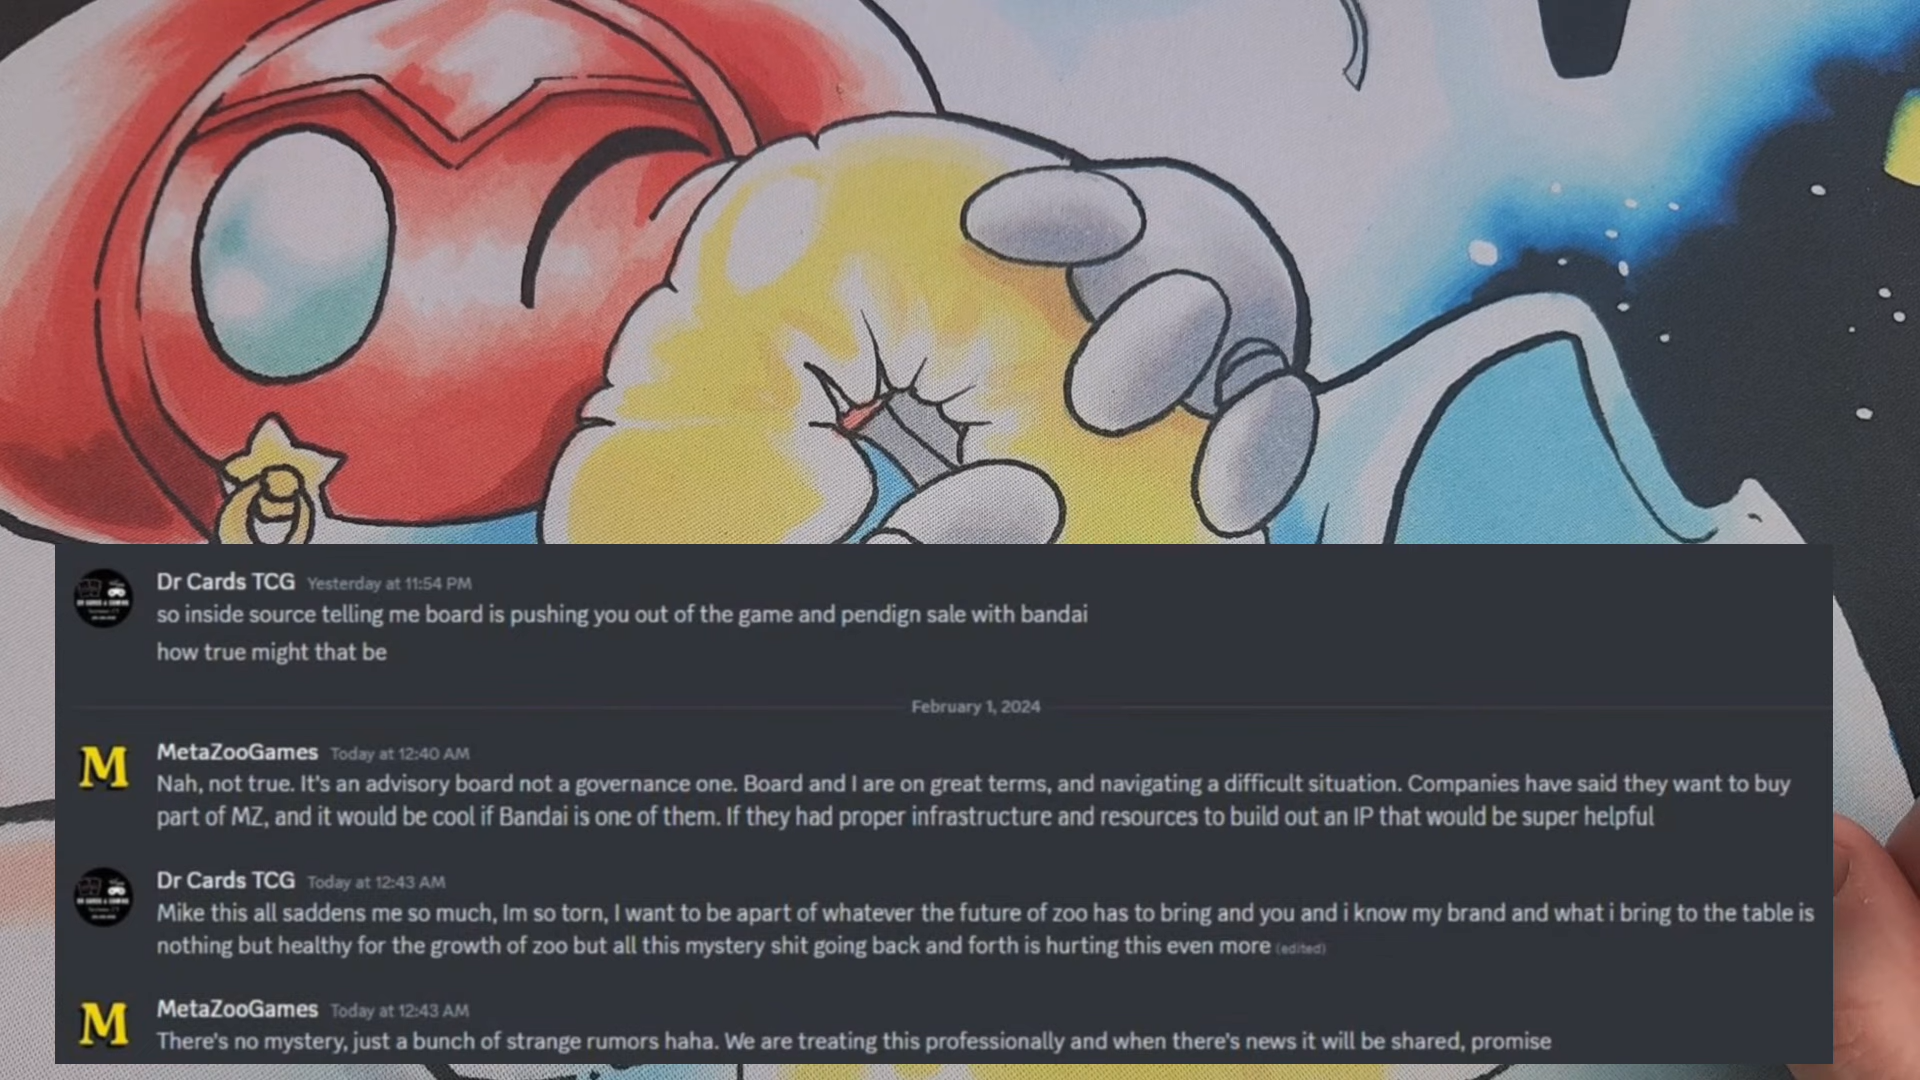 Dr Cards TCG Yesterday at 11:54 PM
so inside source telling me board is pushing you out of the game and pendign sale with bandai
how true might that be
February 1, 2024
M
MetaZooGames Today at 12:40 AM
Nah, not true. It's an advisory board not a governance one. Board and I are on great terms, and navigating a difficult situation. Companies have said they want to buy
part of MZ, and it would be cool if Bandai is one of them. If they had proper infrastructure and resources to build out an IP that would be super helpful
Dr Cards TCG Today at 12:43 AM
Mike this all saddens me so much, Im so torn, I want to be apart of whatever the future of zoo has to bring and you and i know my brand and what i bring to the table is
nothing but healthy for the growth of zoo but all this mystery shit going back and forth is hurting this even more (edited)
M
MetaZooGames Today at 12:43 AM
There's no mystery, just a bunch of strange rumors haha. We are treating this professionally and when there's news it will be shared, promise